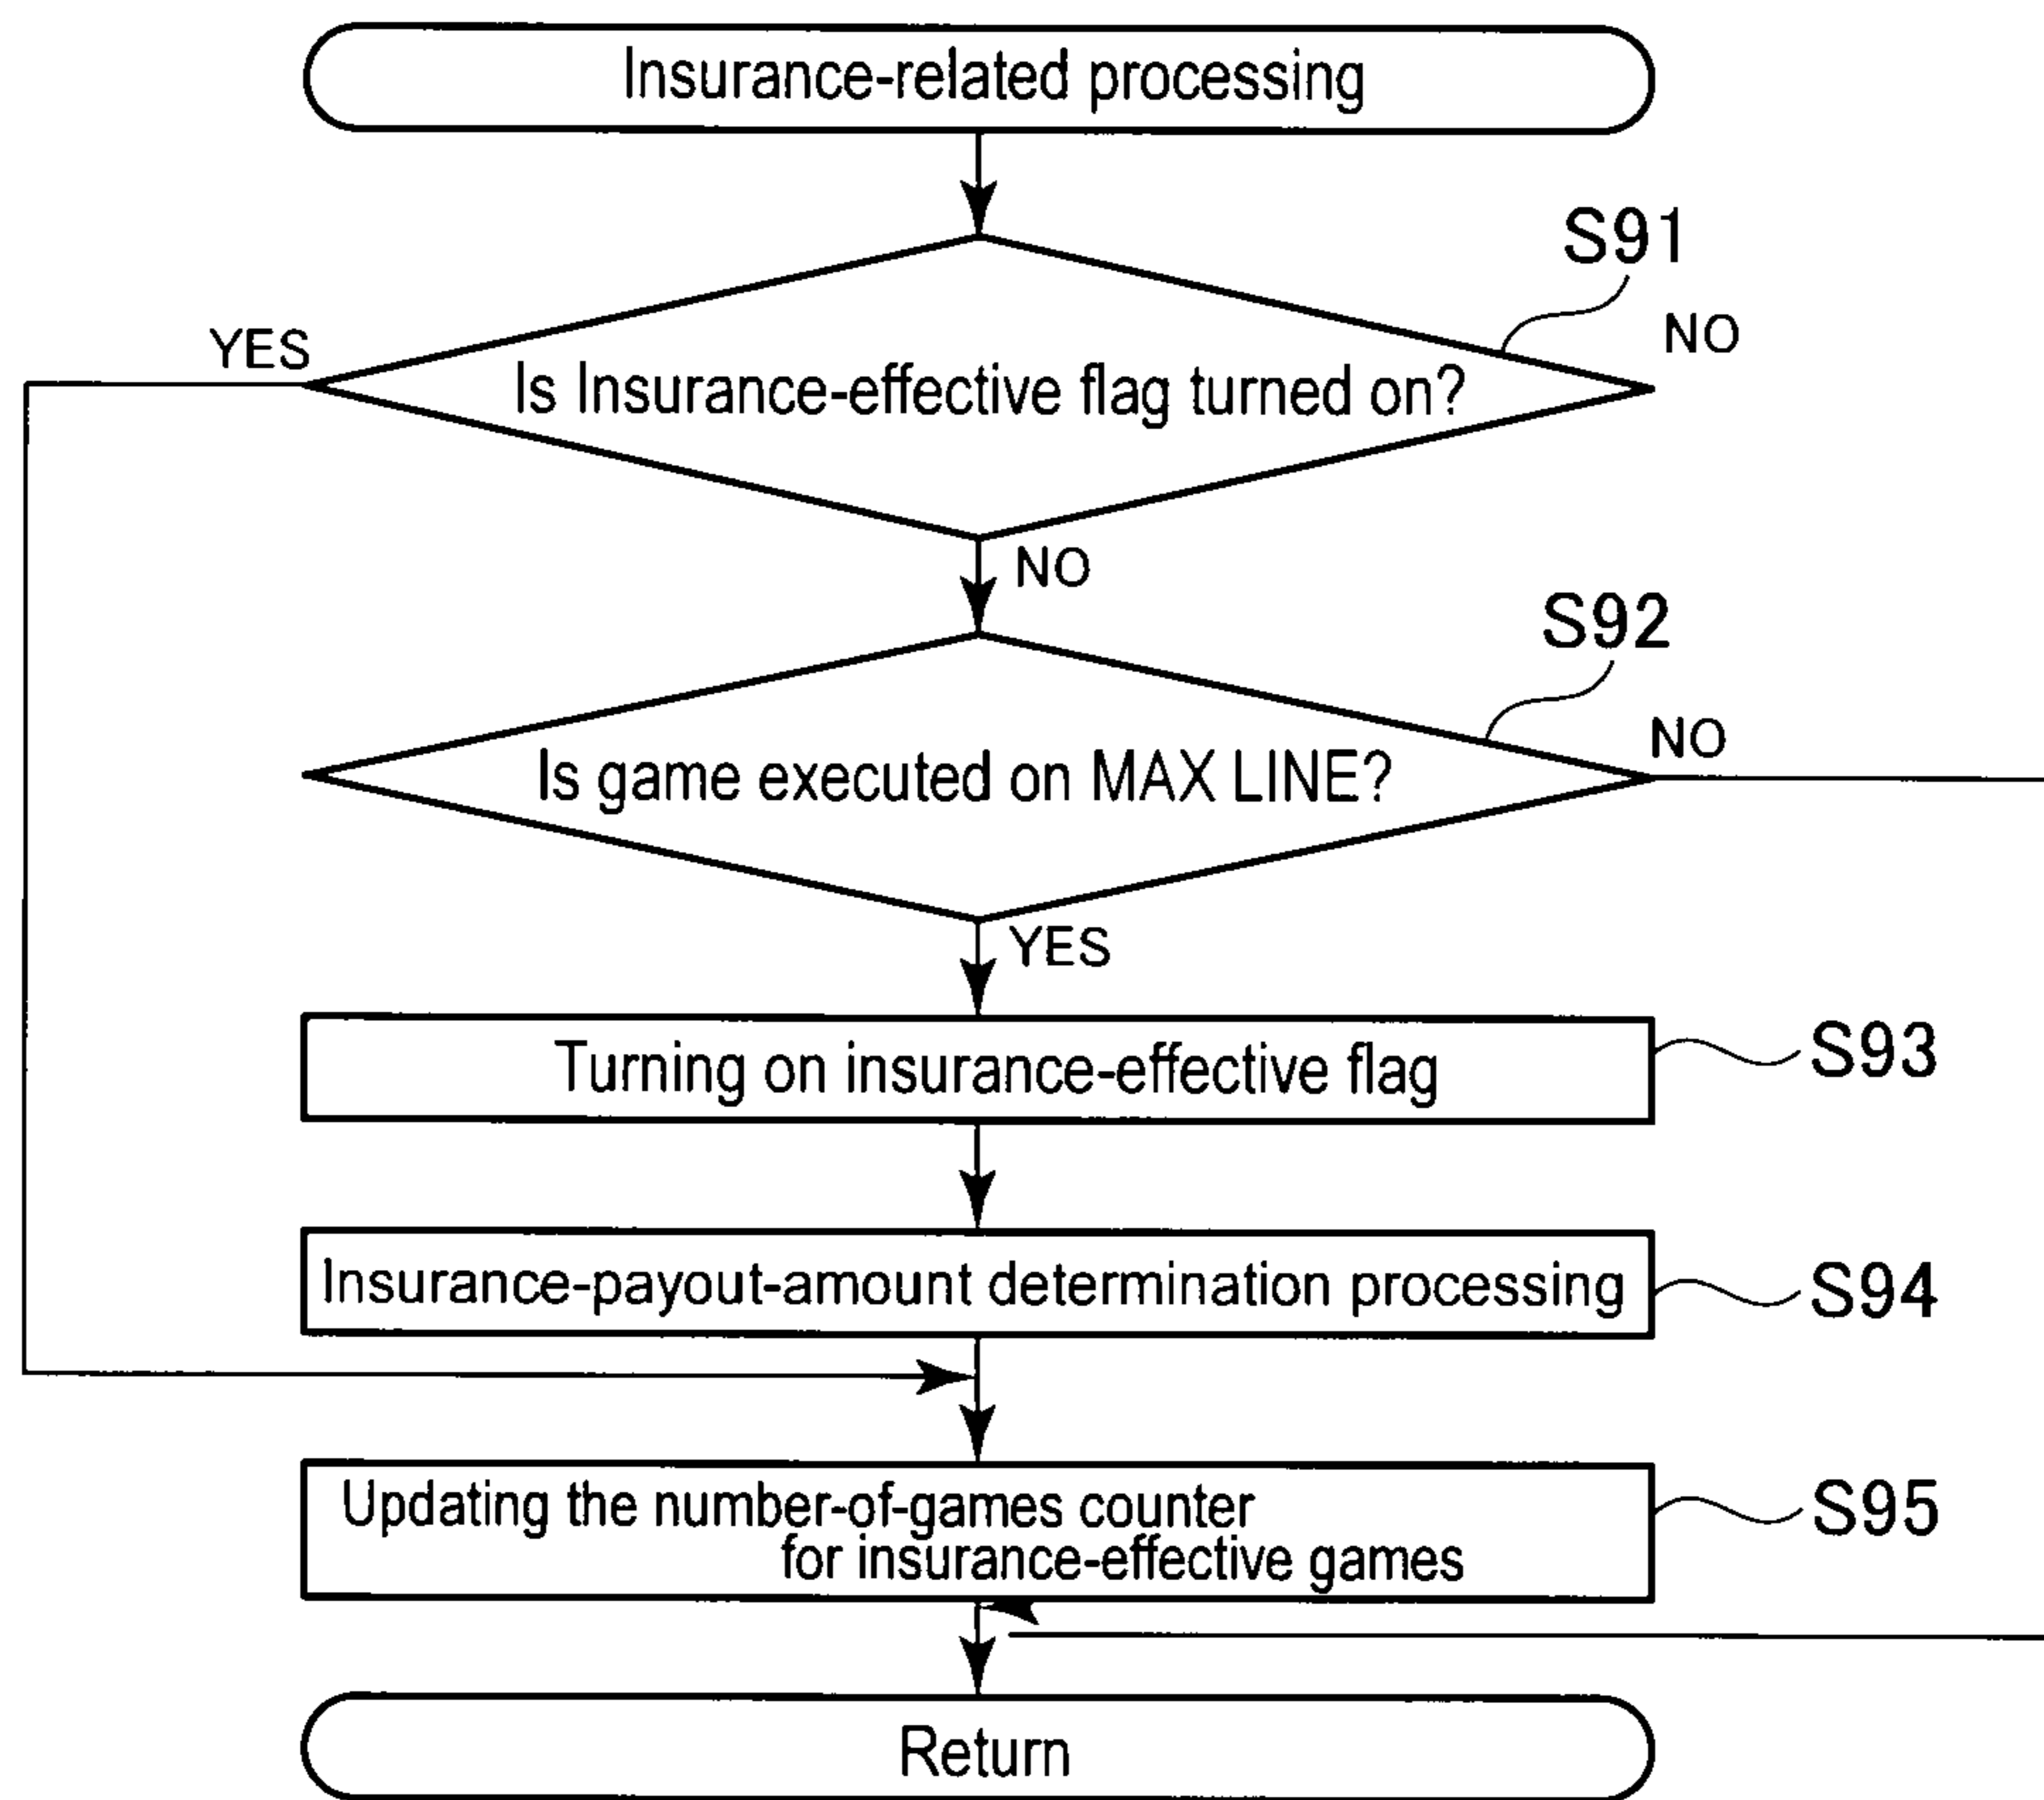 Insurance-related processing
S91
YES
NO
Is Insurance-effective flag turned on?
NO
S92
NO
Is game executed on MAX LINE?
YES
Turning on insurance-effective flag
S93
Insurance-payout-amount determination processing
S94
Updating the number-of-games counter
for insurance-effective games
S95
Return